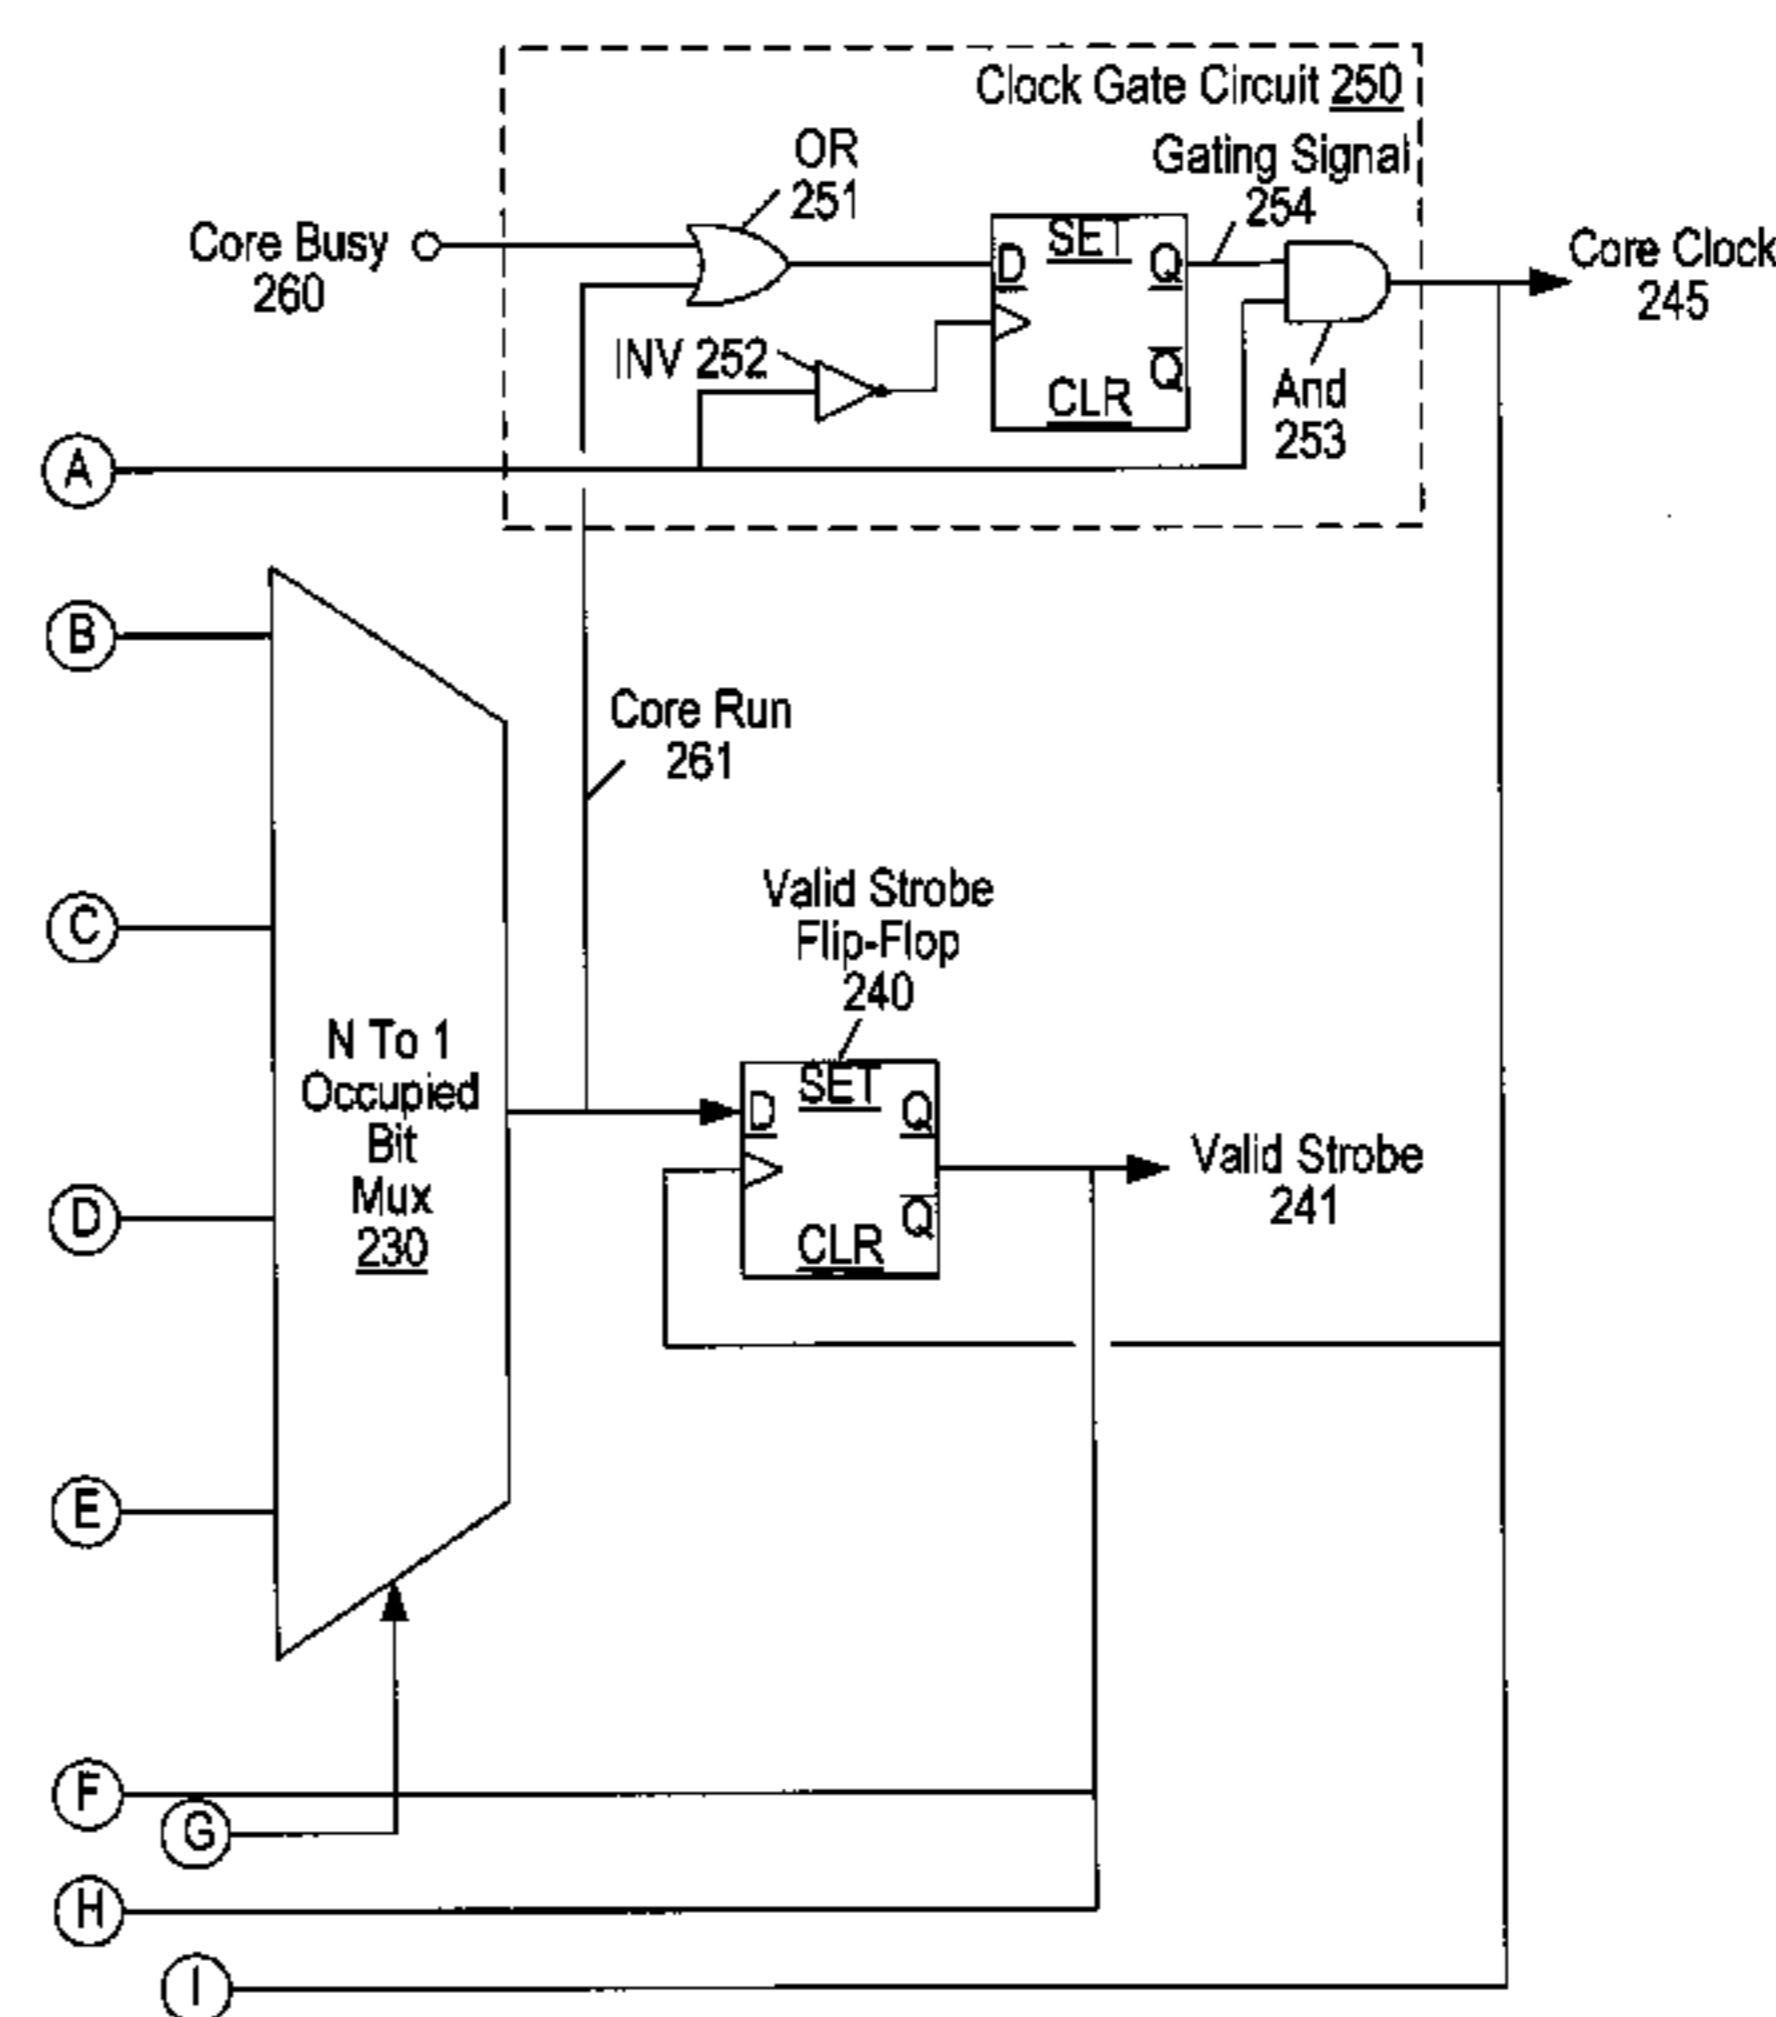 Clock Gate Circuit 250
OR
251
Gating Signal
254
Core Busy
260
D
SET
Q
Q
CLR
Core Clock
245
INV 252
And
253
A
B
Core Run
261
C
Valid Strobe
Flip-Flop
240
N To 1
Occupied
Bit
Mux
230
D
SET
Q
Q
CLR
Valid Strobe
241
D
E
F
G
H
I